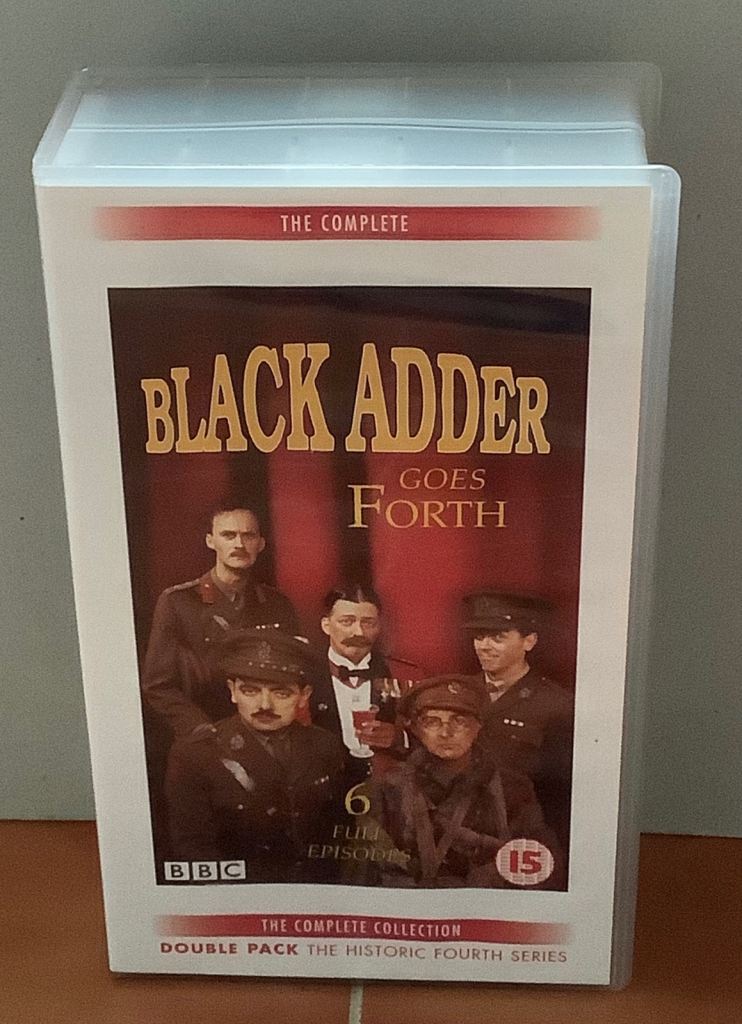 THE COMPLETE
BLACK ADDER
GOES
FORTH
6
FULL
EPISODES
BBC
15
THE COMPLETE COLLECTION
DOUBLE PACK THE HISTORIC FOURTH SERIES